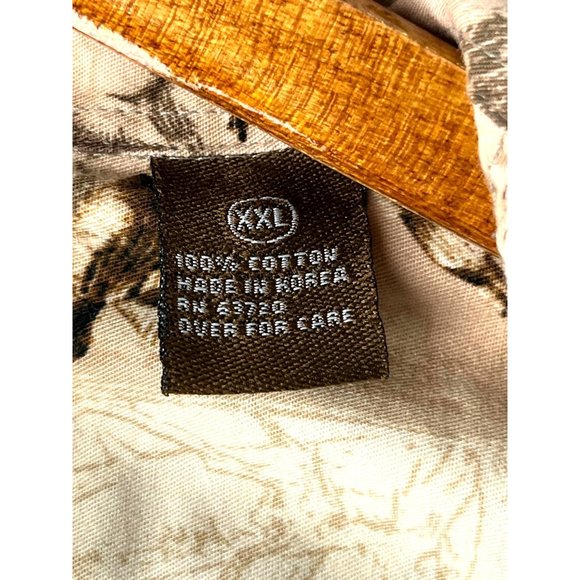 XXL
100% COTTON
MADE IN KOREA
RN 63720
OVER FOR CARE